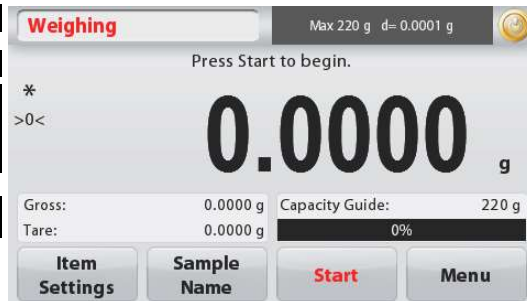 Weighing Max 220 g d= 0.0001 g
Press Start to begin.
*
>0<
0.0000 g
Gross: 0.0000 g Capacity Guide: 220 g
Tare: 0.0000 g 0%
Item Settings Sample Name Start Menu